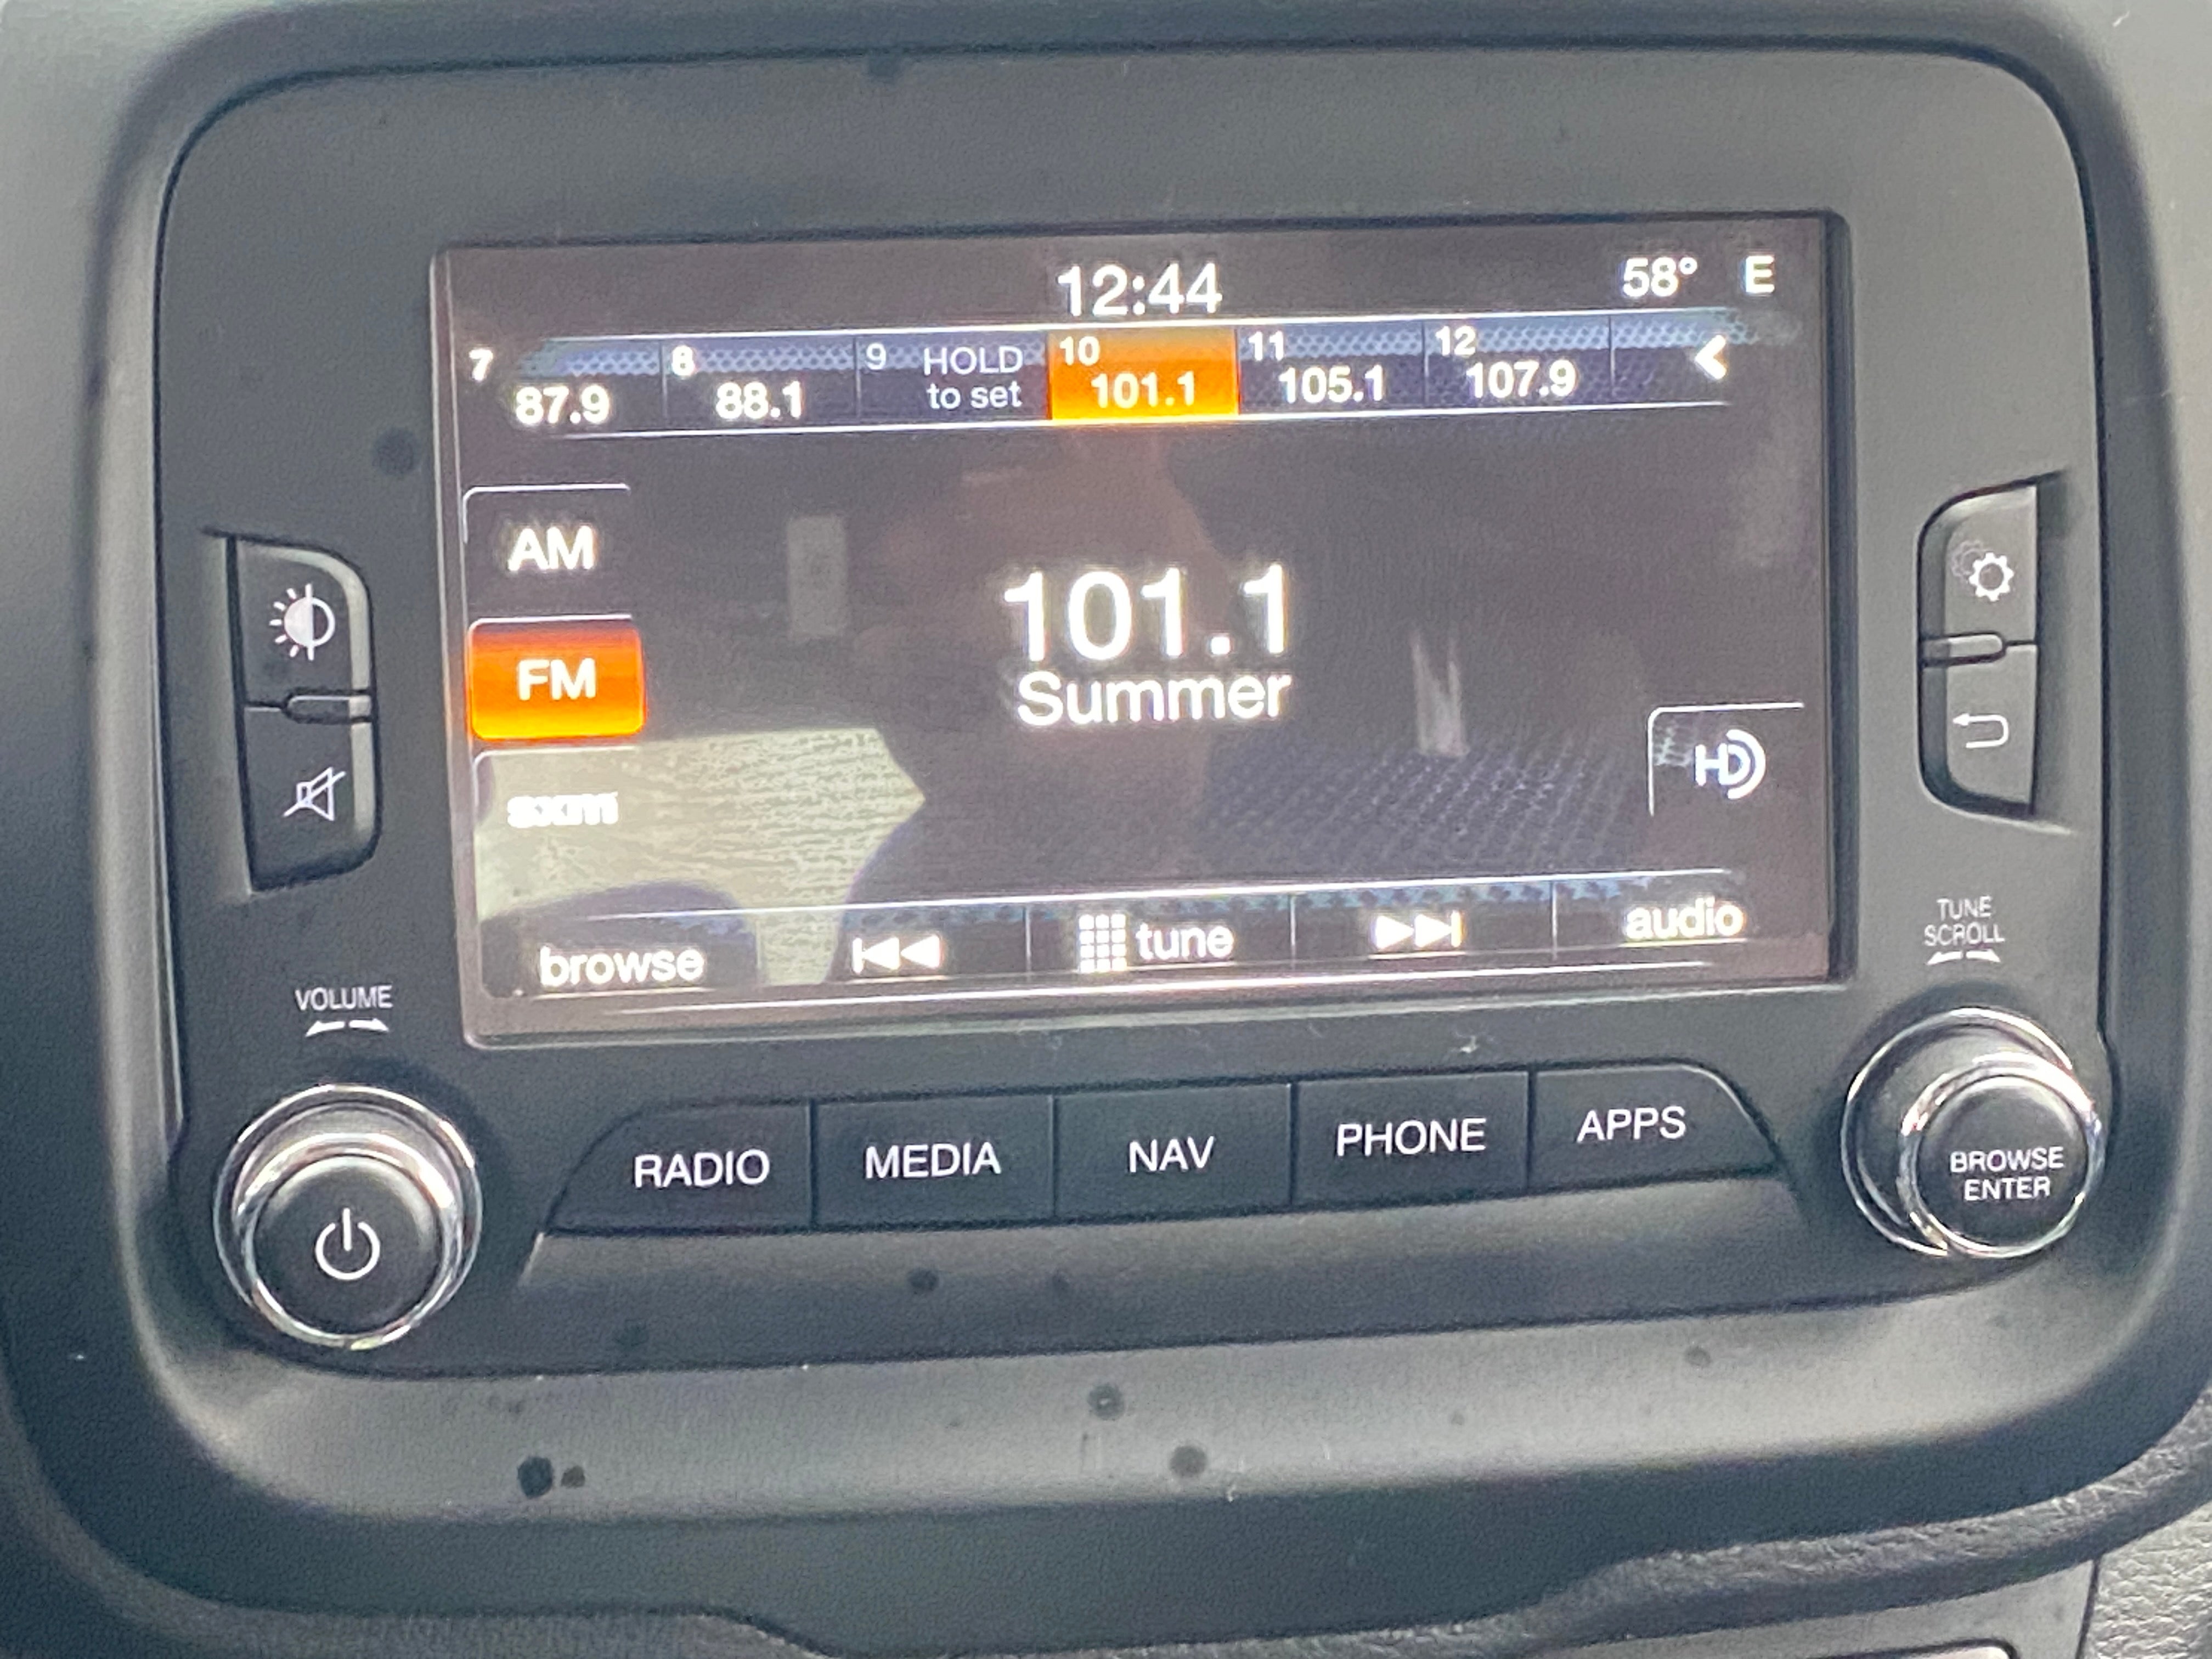 12:44 58° E
7 87.9 8 88.1 9 HOLD to set 10 101.1 11 105.1 12 107.9
AM
FM
sxm
101.1
Summer
HD
browse tune audio
VOLUME
TUNE
SCROLL
RADIO MEDIA NAV PHONE APPS
BROWSE
ENTER